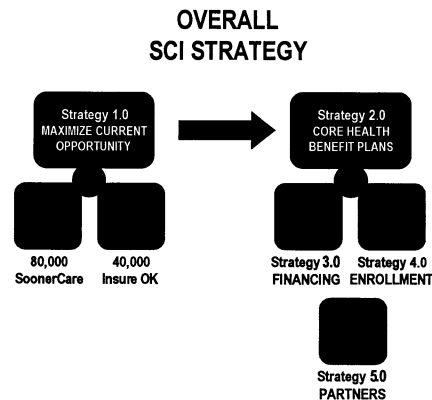 OVERALL
SCI STRATEGY
Strategy 1.0
MAXIMIZE CURRENT
OPPORTUNITY
Strategy 2.0
CORE HEALTH
BENEFIT PLANS
80,000
SoonerCare
40,000
Insure OK
Strategy 3.0
FINANCING
Strategy 4.0
ENROLLMENT
Strategy 5.0
PARTNERS